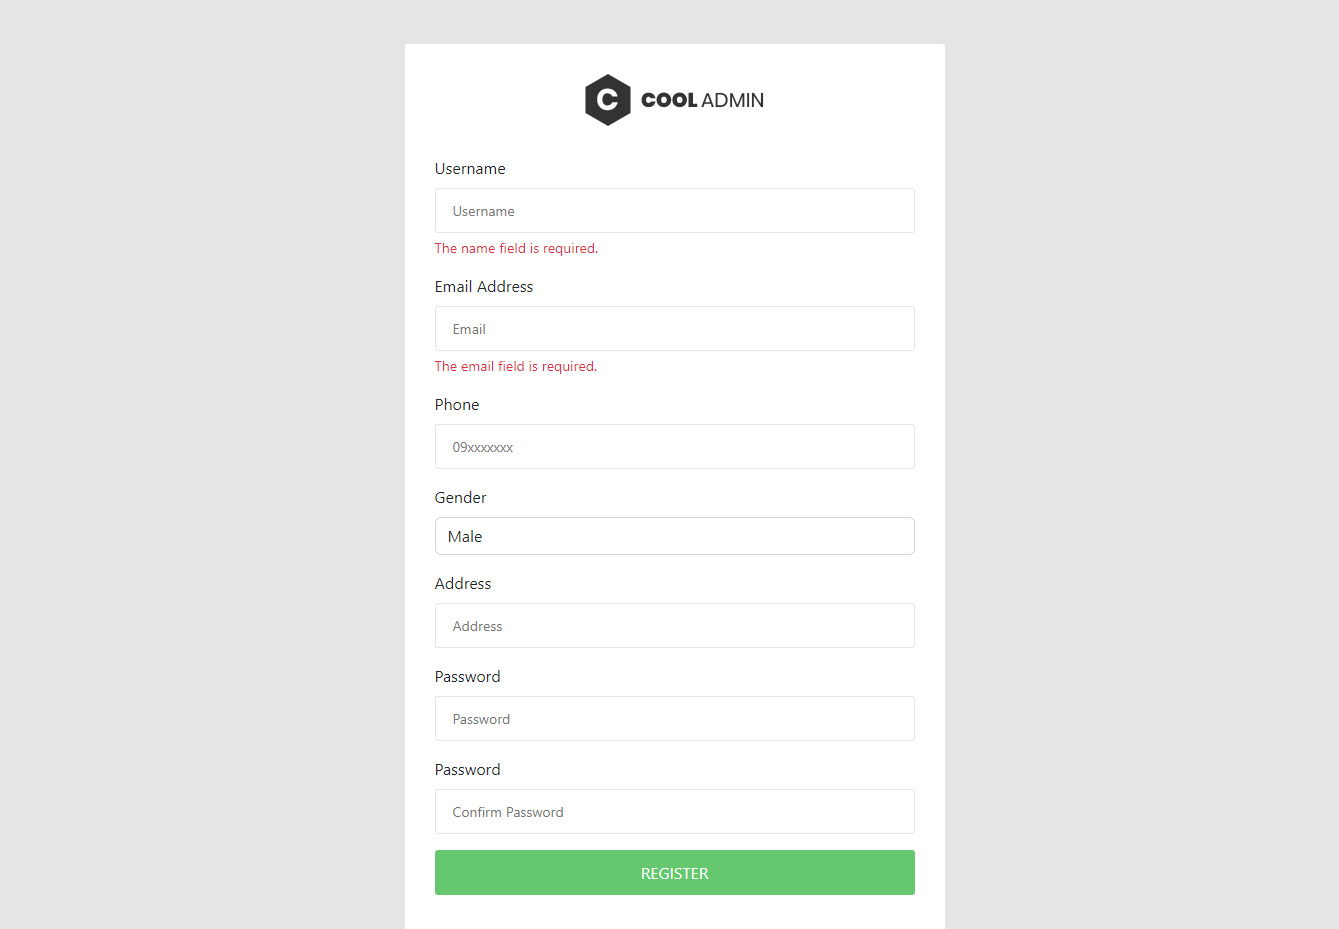 C COOL ADMIN
Username
Username
The name field is required.
Email Address
Email
The email field is required.
Phone
09xxxxxxx
Gender
Male
Address
Address
Password
Password
Password
Confirm Password
REGISTER